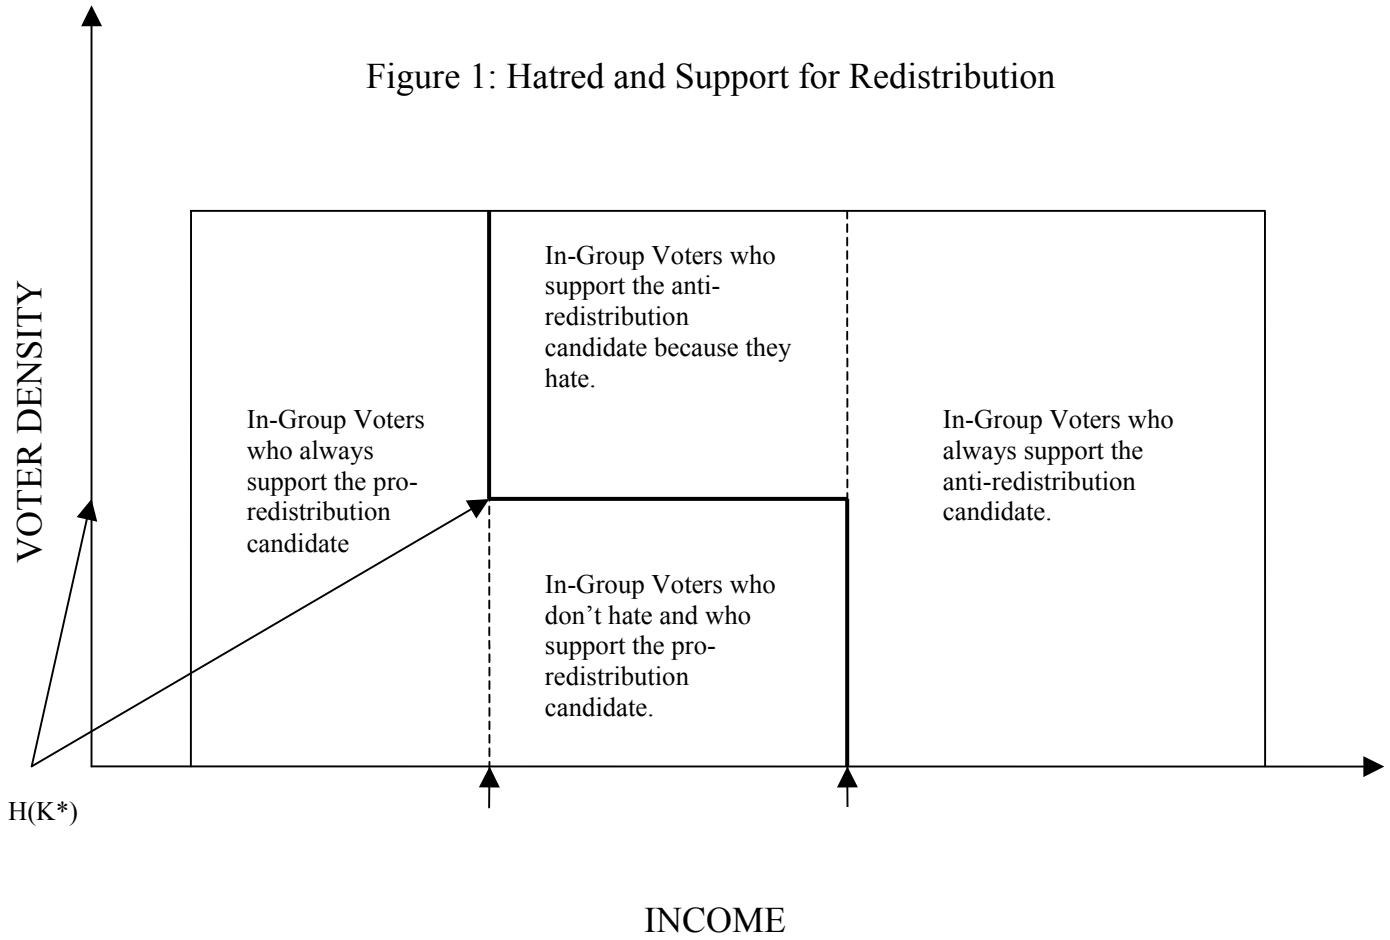 Figure 1: Hatred and Support for Redistribution
VOTER DENSITY
In-Group Voters
who always
support the pro-
redistribution
candidate
In-Group Voters who
support the anti-
redistribution
candidate because they
hate.
In-Group Voters who
don’t hate and who
support the pro-
redistribution
candidate.
In-Group Voters who
always support the
anti-redistribution
candidate.
H(K*)
INCOME